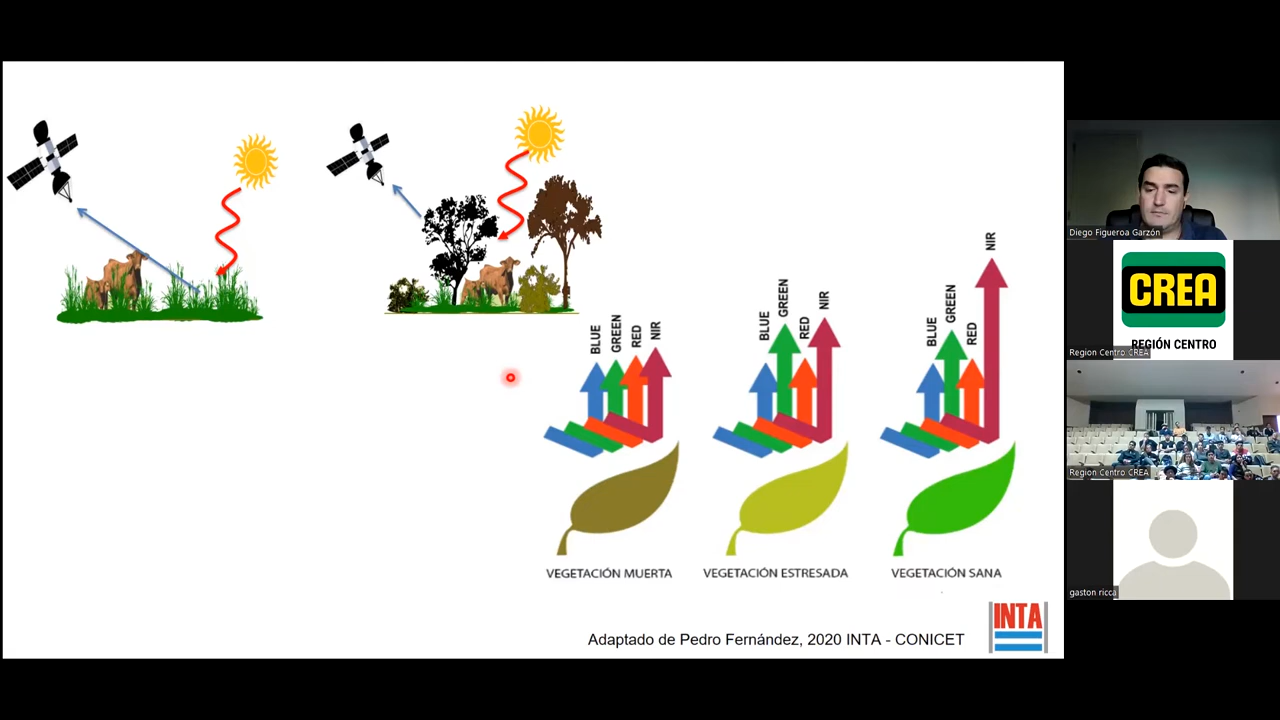 BLUE
GREEN
RED
NIR
BLUE
GREEN
RED
NIR
BLUE
GREEN
RED
NIR
VEGETACIÓN MUERTA
VEGETACIÓN ESTRESADA
VEGETACIÓN SANA
Adaptado de Pedro Fernández, 2020 INTA - CONICET
INTA
Diego Figueroa Garzón
CREA
REGIÓN CENTRO
Region Centro CREA
Region Centro CREA
gaston ricca